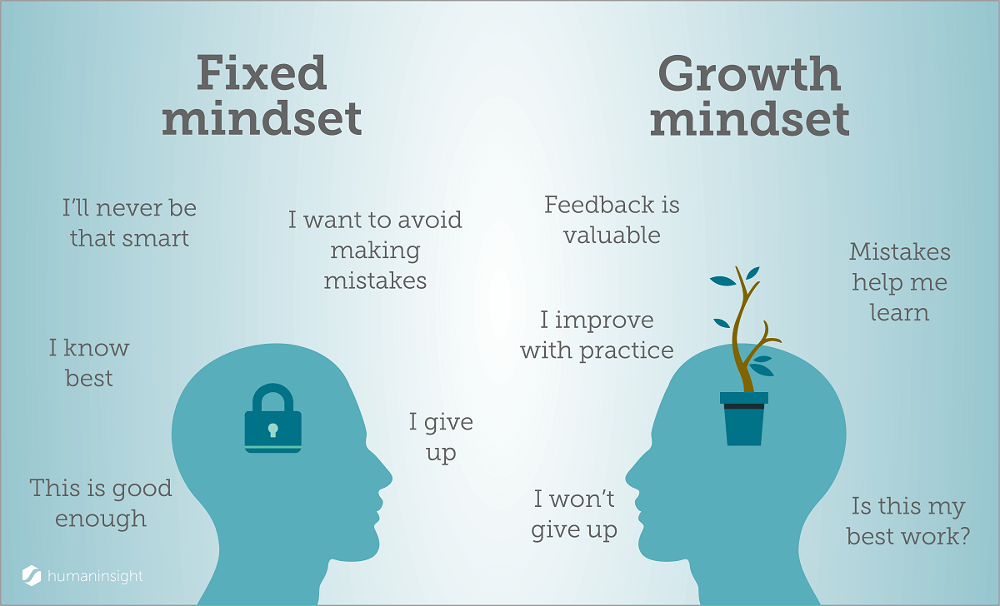 Fixed
mindset
I'll never be
that smart
I want to avoid
making
mistakes
I know
best
I give
up
This is good
enough
humaninsight
Growth
mindset
Feedback is
valuable
Mistakes
help me
learn
I improve
with practice
I won't
give up
Is this my
best work?